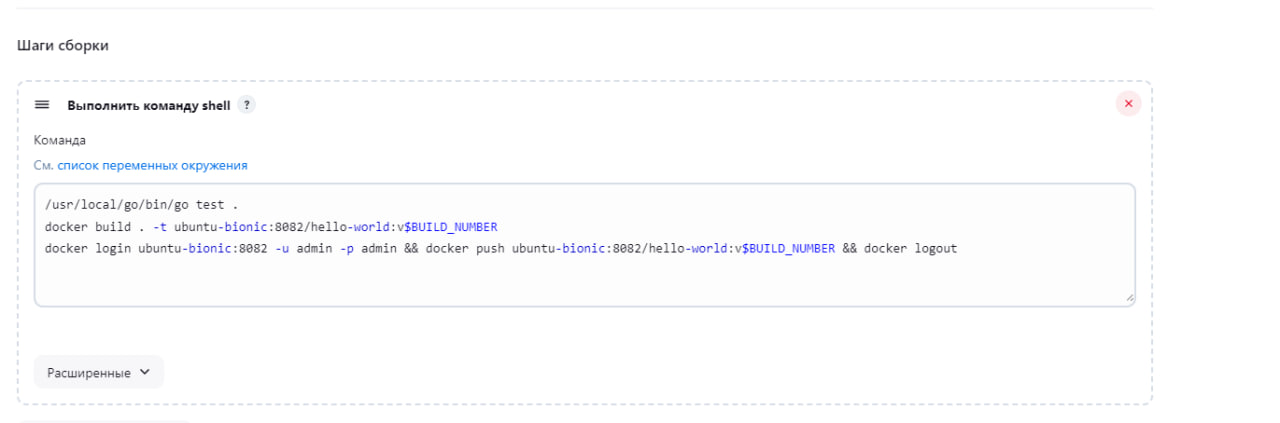 Шаги сборки
Выполнить команду shell ?
Команда
См. список переменных окружения
/usr/local/go/bin/go test .
docker build . -t ubuntu-bionic:8082/hello-world:v$BUILD_NUMBER
docker login ubuntu-bionic:8082 -u admin -p admin && docker push ubuntu-bionic:8082/hello-world:v$BUILD_NUMBER && docker logout
Расширенные